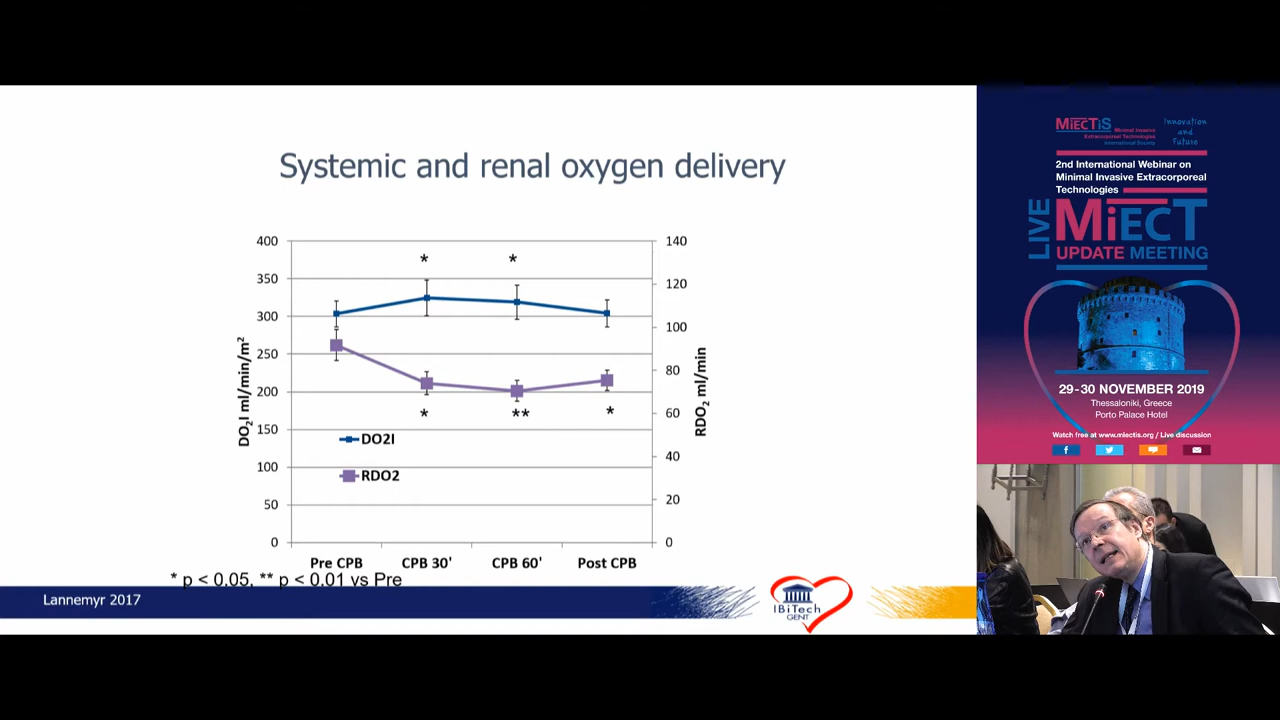 Systemic and renal oxygen delivery
400
350
300
250
200
150
100
50
0
DO2I ml/min/m2
140
120
100
80
60
40
20
0
RDO2 ml/min
* *
* ** *
DO2I
RDO2
Pre CPB CPB 30' CPB 60' Post CPB
* p < 0,05, ** p < 0.01 vs Pre
Lannemyr 2017
IBiTech
GENT
MiECTiS
Minimal Invasive
Extracorporeal Technologies
International Society
Innovation
and
Future
2nd International Webinar on
Minimal Invasive Extracorporeal
Technologies
LIVE
MiECT
UPDATE MEETING
29-30 NOVEMBER 2019
Thessaloniki, Greece
Porto Palace Hotel
Watch free at www.miectis.org / Live discussion